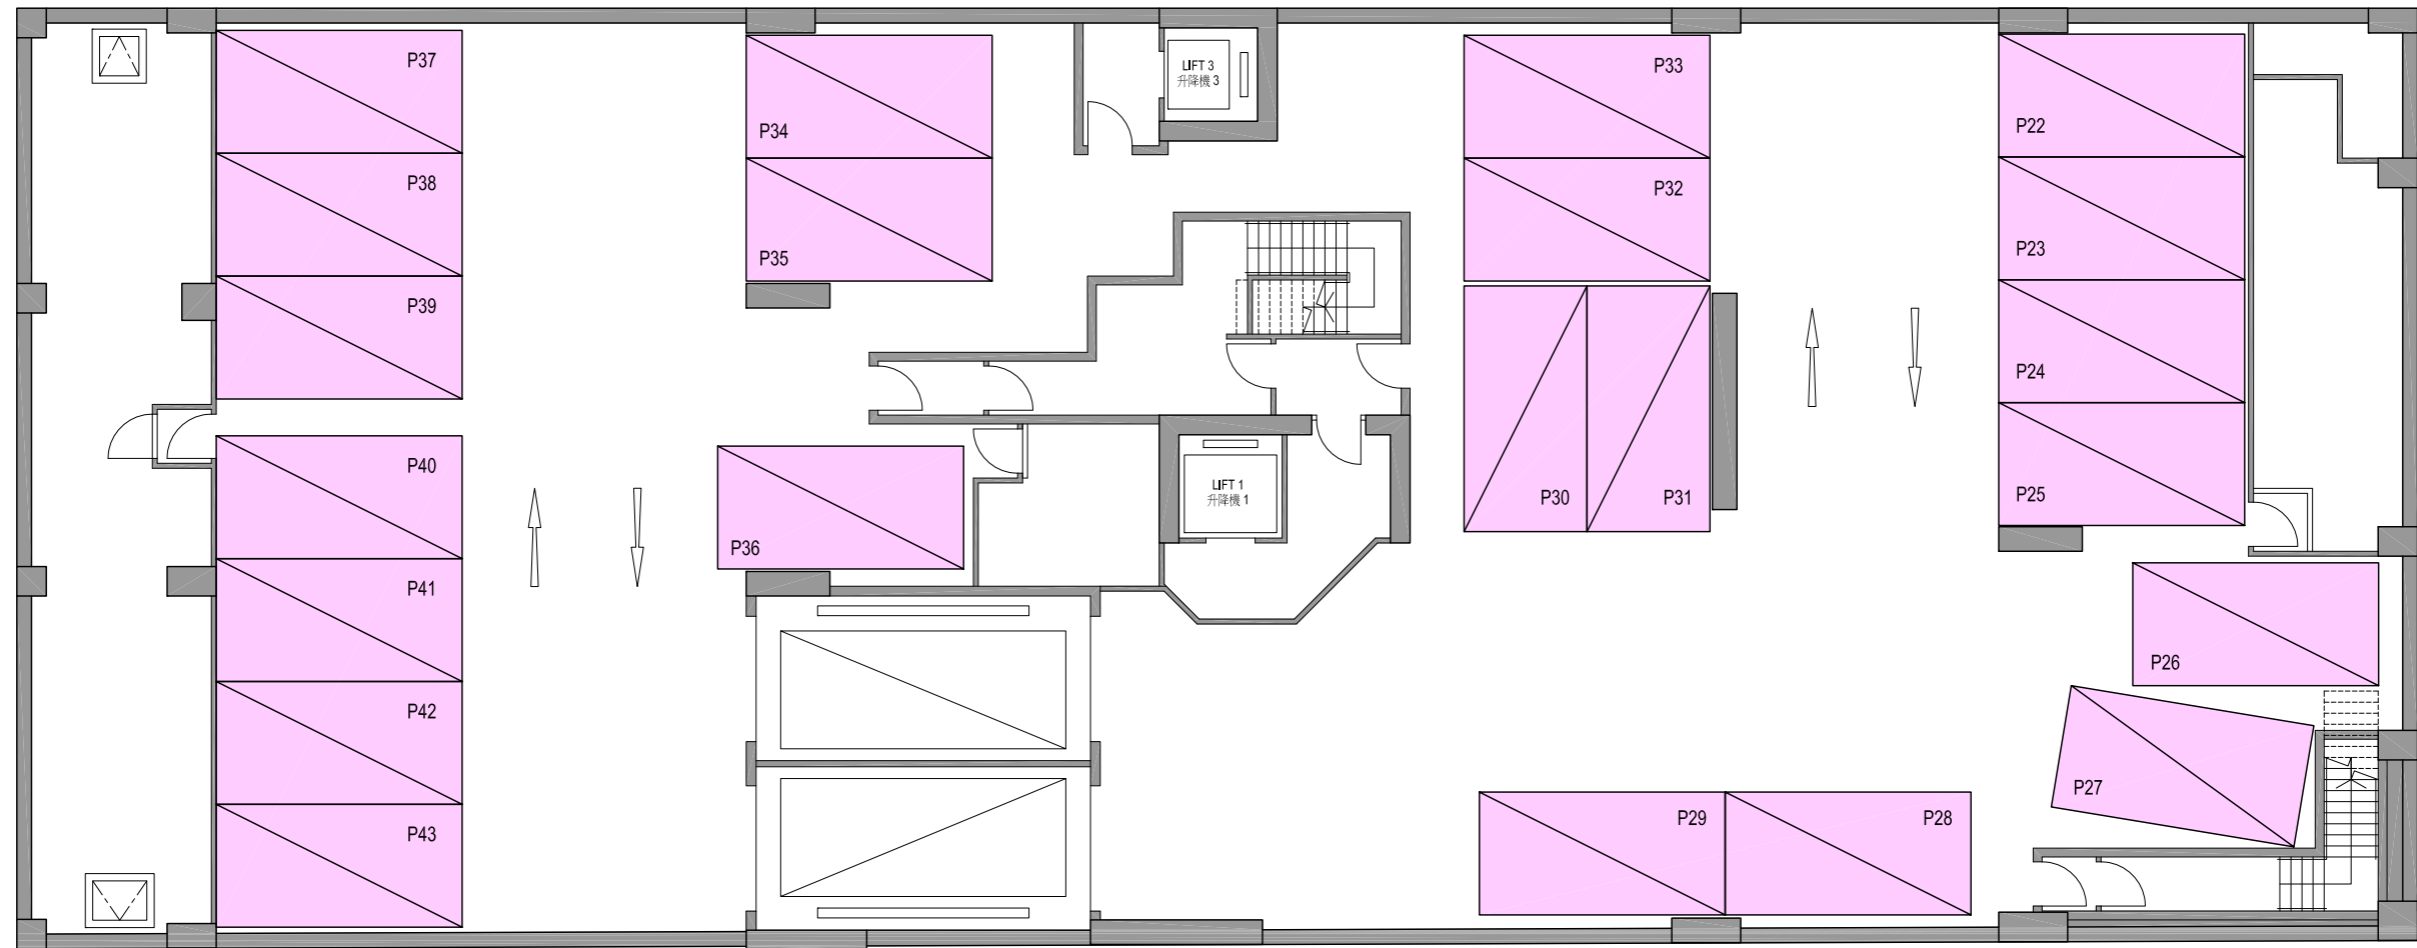 P37
P38
P39
P40
P41
P42
P43
P34
P35
P36
LIFT 3
升降機 3
LIFT 1
升降機 1
P33
P32
P30
P31
P29
P28
P22
P23
P24
P25
P26
P27